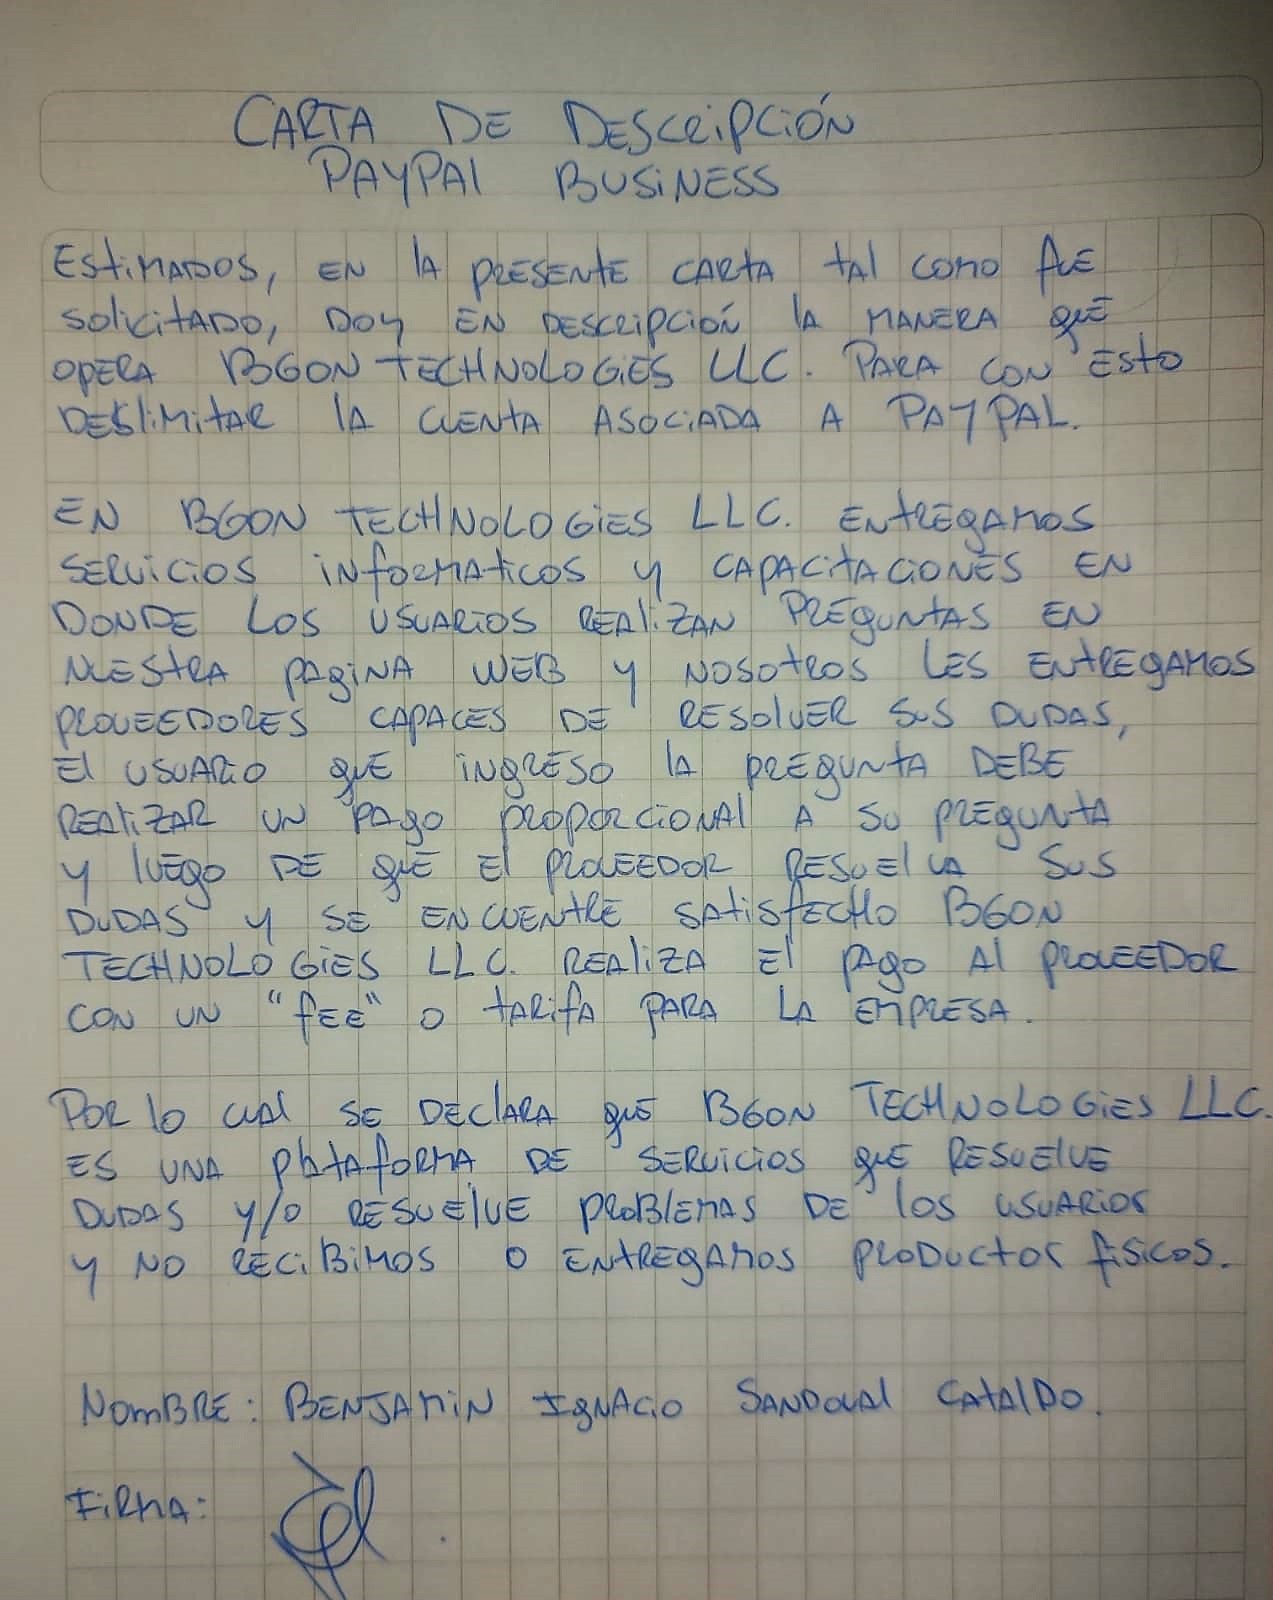 CARTA DE DESCRIPCIÓN
PAYPAL BUSINESS
ESTIMADOS, EN LA PRESENTE CARTA TAL COMO FUE
SOLICITADO, DOY EN DESCRIPCIÓN LA MANERA QUE
OPERA BGON TECHNOLOGIES LLC. PARA CON ESTO
DESLIMITAR LA CUENTA ASOCIADA A PAYPAL.
EN BGON TECHNOLOGIES LLC. ENTREGAMOS
SERVICIOS INFORMATICOS Y CAPACITACIONES EN
DONDE LOS USUARIOS REALIZAN PREGUNTAS EN
NUESTRA PAGINA WEB Y NOSOTROS LES ENTREGAMOS
PROVEEDORES CAPACES DE RESOLVER SUS DUDAS,
EL USUARIO QUE INGRESO LA PREGUNTA DEBE
REALIZAR UN PAGO PROPORCIONAL A SU PREGUNTA
Y LUEGO DE QUE EL PROVEEDOR RESUELVA SUS
DUDAS Y SE ENCUENTRE SATISFECHO BGON
TECHNOLOGIES LLC. REALIZA EL PAGO AL PROVEEDOR
CON UN "FEE" O TARIFA PARA LA EMPRESA.
POR LO CUAL SE DECLARA QUE BGON TECHNOLOGIES LLC.
ES UNA PLATAFORMA DE SERVICIOS QUE RESUELVE
DUDAS Y/O RESUELVE PROBLEMAS DE LOS USUARIOS
Y NO RECIBIMOS O ENTREGAMOS PRODUCTOS FISICOS.
NOMBRE: BENJAMIN IGNACIO SANDOVAL CATALDO.
FIRMA: